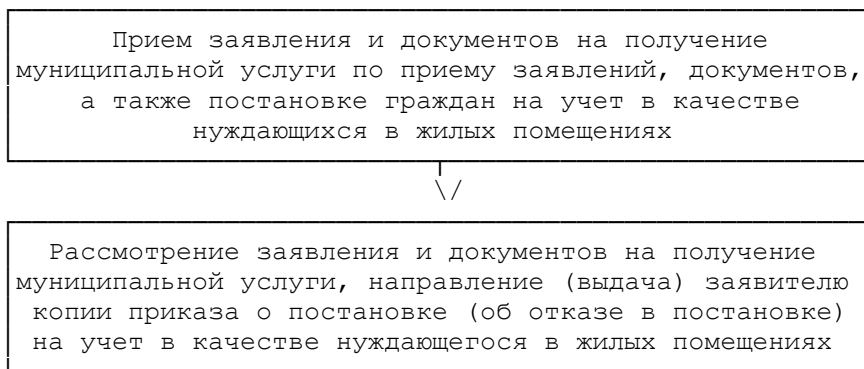 Прием заявления и документов на получение
муниципальной услуги по приему заявлений, документов,
а также постановке граждан на учет в качестве
нуждающихся в жилых помещениях
\/
Рассмотрение заявления и документов на получение
муниципальной услуги, направление (выдача) заявителю
копии приказа о постановке (об отказе в постановке)
на учет в качестве нуждающегося в жилых помещениях